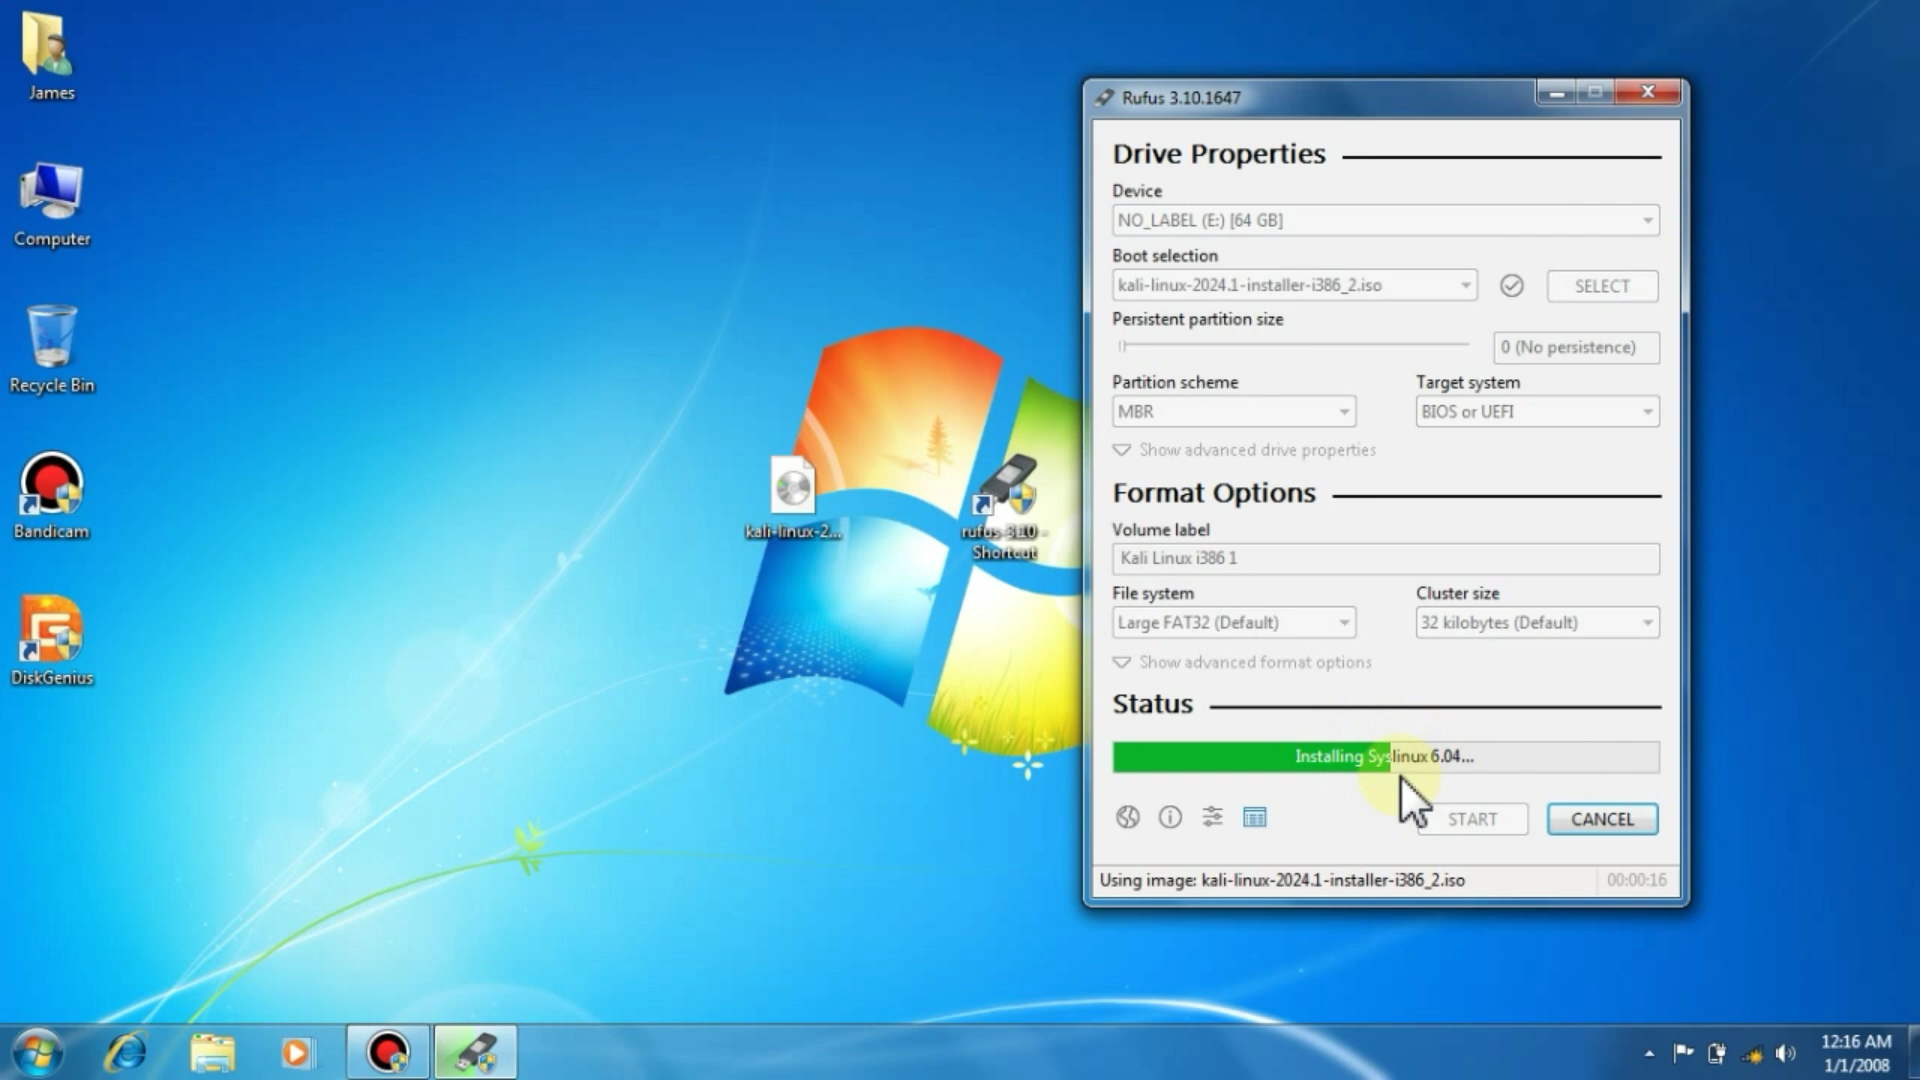 James
Computer
Recycle Bin
Bandicam
DiskGenius
kali-linux-2...
rufus-3.10 -
Shortcut
Rufus 3.10.1647
Drive Properties
Device
NO_LABEL (E:) [64 GB]
Boot selection
kali-linux-2024.1-installer-i386_2.iso
SELECT
Persistent partition size
0 (No persistence)
Partition scheme
Target system
MBR
BIOS or UEFI
Show advanced drive properties
Format Options
Volume label
Kali Linux i386 1
File system
Cluster size
Large FAT32 (Default)
32 kilobytes (Default)
Show advanced format options
Status
Installing Syslinux 6.04...
START
CANCEL
Using image: kali-linux-2024.1-installer-i386_2.iso
00:00:16
12:16 AM
1/1/2008